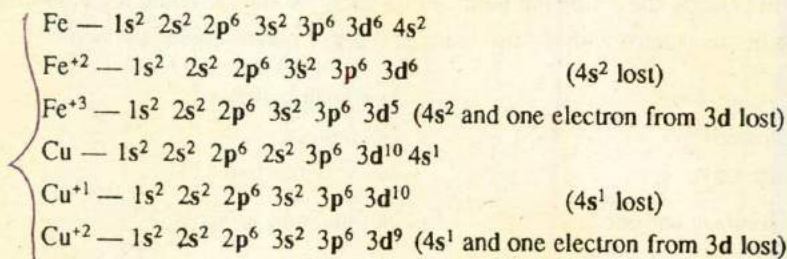 Fe — 1s² 2s² 2p⁶ 3s² 3p⁶ 3d⁶ 4s²
Fe⁺² — 1s² 2s² 2p⁶ 3s² 3p⁶ 3d⁶ (4s² lost)
Fe⁺³ — 1s² 2s² 2p⁶ 3s² 3p⁶ 3d⁵ (4s² and one electron from 3d lost)
Cu — 1s² 2s² 2p⁶ 2s² 3p⁶ 3d¹⁰ 4s¹
Cu⁺¹ — 1s² 2s² 2p⁶ 3s² 3p⁶ 3d¹⁰ (4s¹ lost)
Cu⁺² — 1s² 2s² 2p⁶ 3s² 3p⁶ 3d⁹ (4s¹ and one electron from 3d lost)